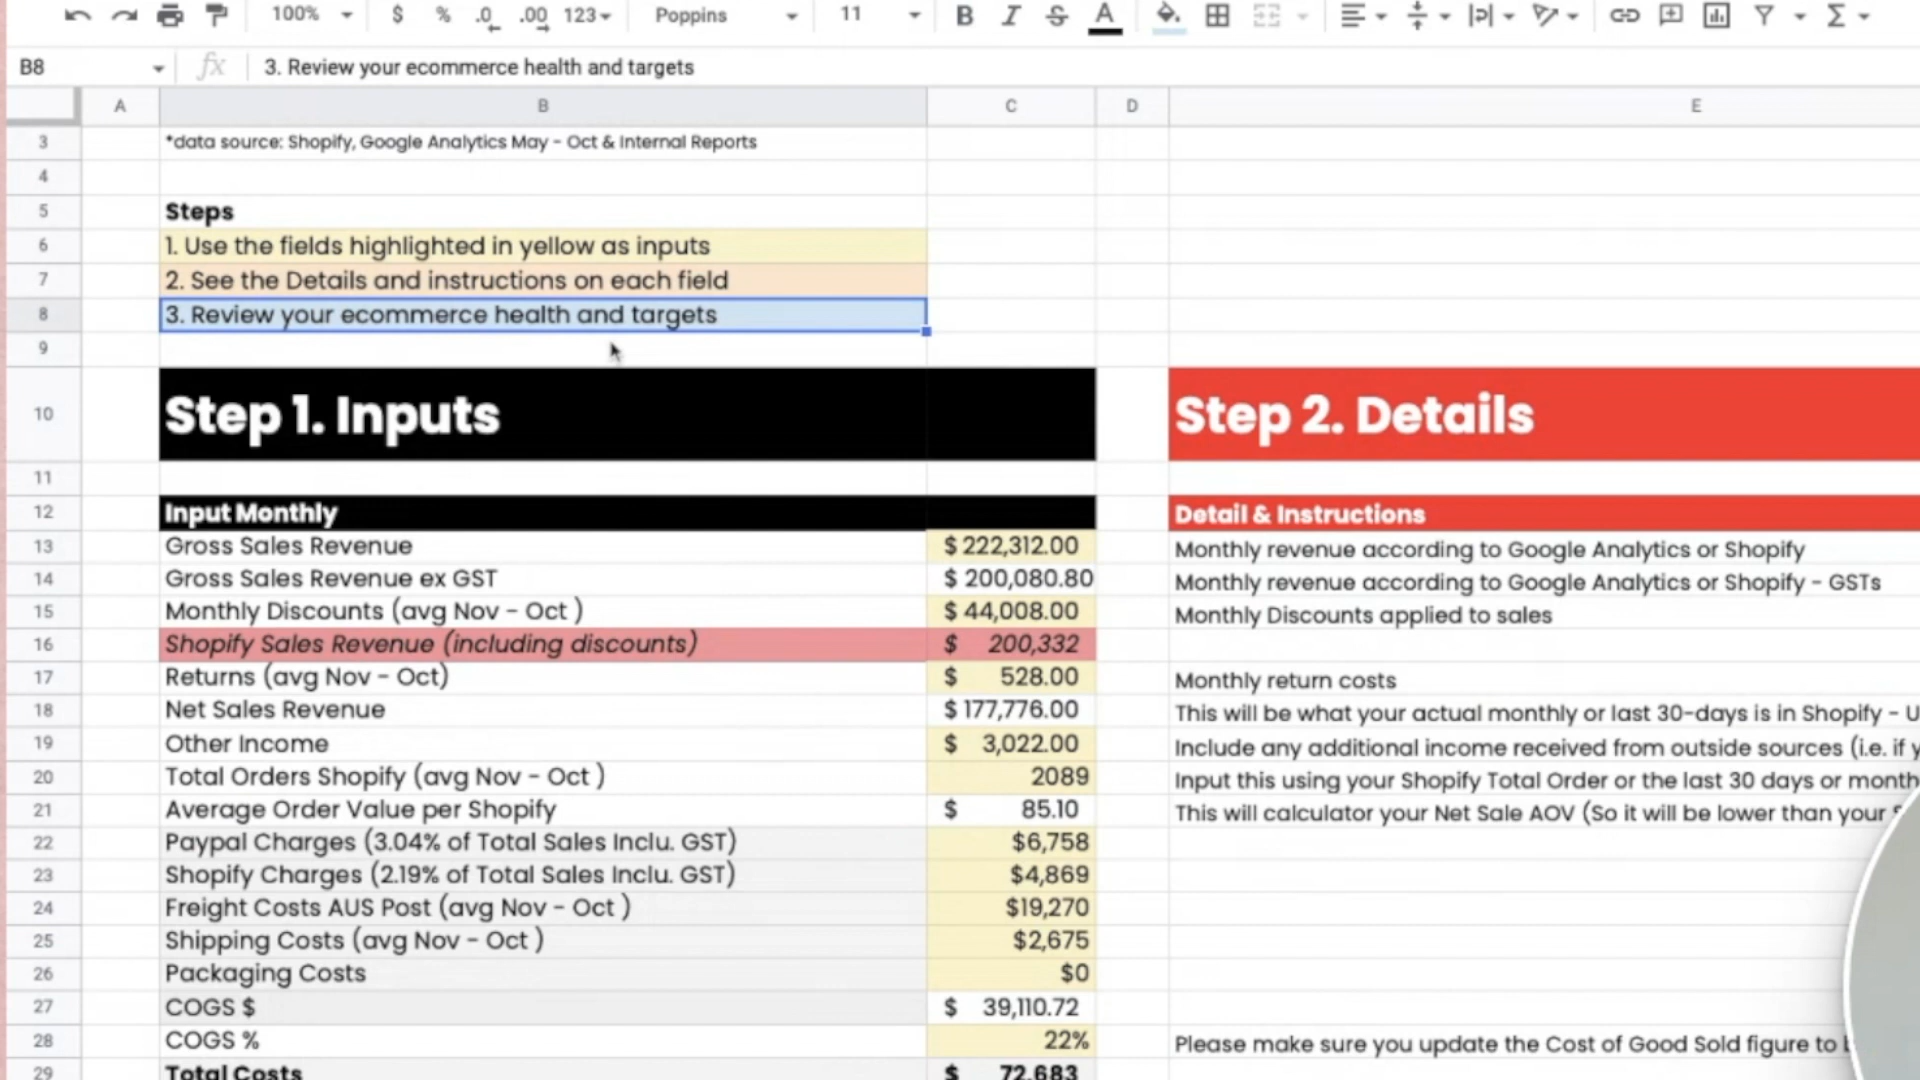 100% $ % .0 .00 123 Poppins 11 B I S A
B8 fx 3. Review your ecommerce health and targets
A B C D E
3 *data source: Shopify, Google Analytics May - Oct & Internal Reports
4
5 Steps
6 1. Use the fields highlighted in yellow as inputs
7 2. See the Details and instructions on each field
8 3. Review your ecommerce health and targets
9
10 Step 1. Inputs Step 2. Details
11
12 Input Monthly Detail & Instructions
13 Gross Sales Revenue $ 222,312.00 Monthly revenue according to Google Analytics or Shopify
14 Gross Sales Revenue ex GST $ 200,080.80 Monthly revenue according to Google Analytics or Shopify - GSTs
15 Monthly Discounts (avg Nov - Oct ) $ 44,008.00 Monthly Discounts applied to sales
16 Shopify Sales Revenue (including discounts) $ 200,332
17 Returns (avg Nov - Oct) $ 528.00 Monthly return costs
18 Net Sales Revenue $ 177,776.00 This will be what your actual monthly or last 30-days is in Shopify - U
19 Other Income $ 3,022.00 Include any additional income received from outside sources (i.e. if y
20 Total Orders Shopify (avg Nov - Oct ) 2089 Input this using your Shopify Total Order or the last 30 days or month
21 Average Order Value per Shopify $ 85.10 This will calculator your Net Sale AOV (So it will be lower than your
22 Paypal Charges (3.04% of Total Sales Inclu. GST) $6,758
23 Shopify Charges (2.19% of Total Sales Inclu. GST) $4,869
24 Freight Costs AUS Post (avg Nov - Oct ) $19,270
25 Shipping Costs (avg Nov - Oct ) $2,675
26 Packaging Costs $0
27 COGS $ $ 39,110.72
28 COGS % 22% Please make sure you update the Cost of Good Sold figure to
29 Total Costs $ 72,683